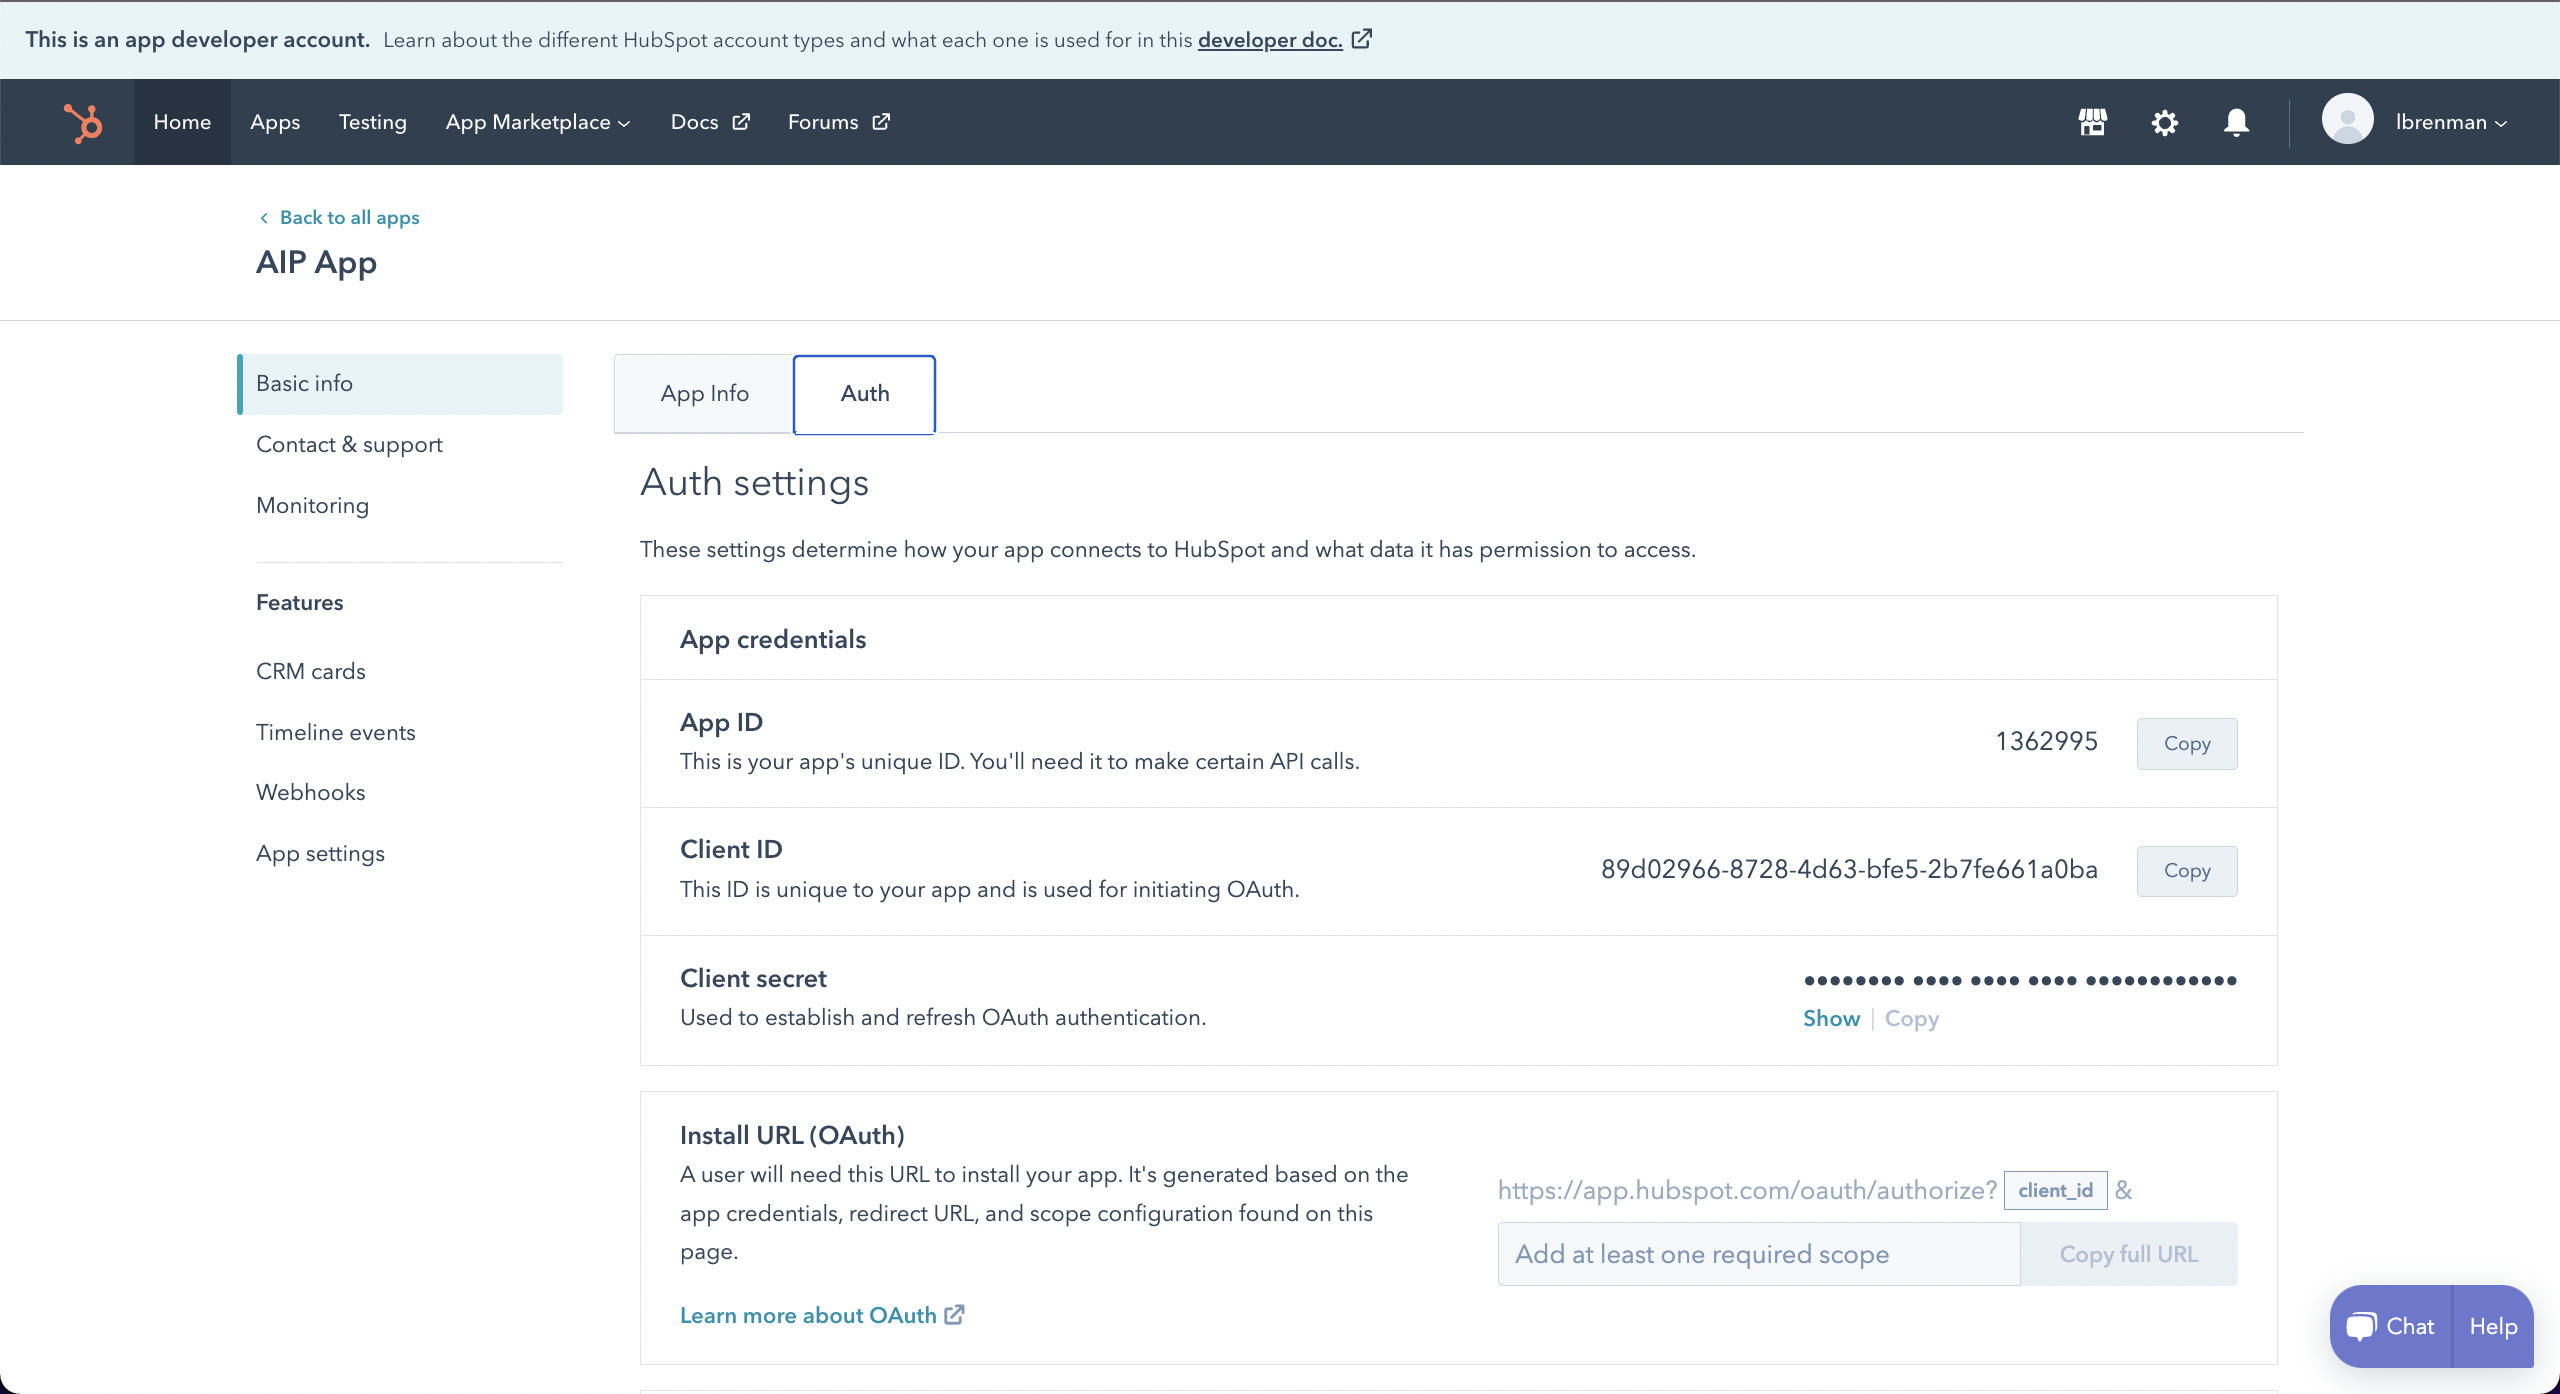 This is an app developer account. Learn about the different HubSpot account types and what each one is used for in this developer doc.
Home Apps Testing App Marketplace Docs Forums lbrenman
Back to all apps
AIP App
Basic info
Contact & support
Monitoring
Features
CRM cards
Timeline events
Webhooks
App settings
App Info Auth
Auth settings
These settings determine how your app connects to HubSpot and what data it has permission to access.
App credentials
App ID
This is your app's unique ID. You'll need it to make certain API calls.
1362995 Copy
Client ID
This ID is unique to your app and is used for initiating OAuth.
89d02966-8728-4d63-bfe5-2b7fe661a0ba Copy
Client secret
Used to establish and refresh OAuth authentication.
•••••••• •••• •••• •••• ••••••••••••
Show | Copy
Install URL (OAuth)
A user will need this URL to install your app. It's generated based on the
app credentials, redirect URL, and scope configuration found on this
page.
Learn more about OAuth
https://app.hubspot.com/oauth/authorize? client_id &
Add at least one required scope Copy full URL
Chat Help